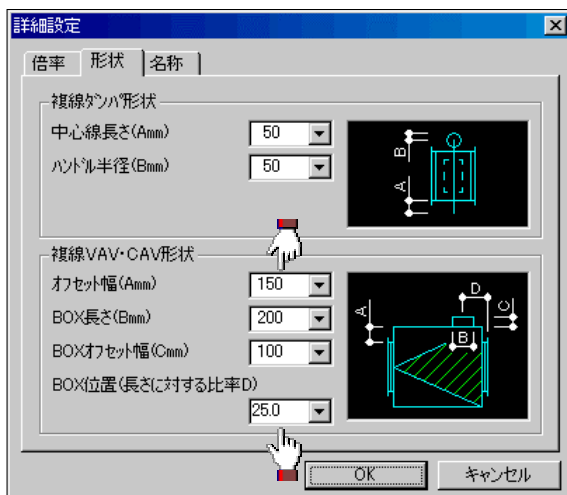 詳細設定
倍率 形状 名称
複線ﾀﾞﾝﾊﾟ形状
中心線長さ(Amm) 50
ﾊﾝﾄﾞﾙ半径(Bmm) 50
B
A
複線VAV・CAV形状
ｵﾌｾｯﾄ幅(Amm) 150
BOX長さ(Bmm) 200
BOXｵﾌｾｯﾄ幅(Cmm) 100
BOX位置(長さに対する比率D)
25.0
D
A
C
B
OK キャンセル